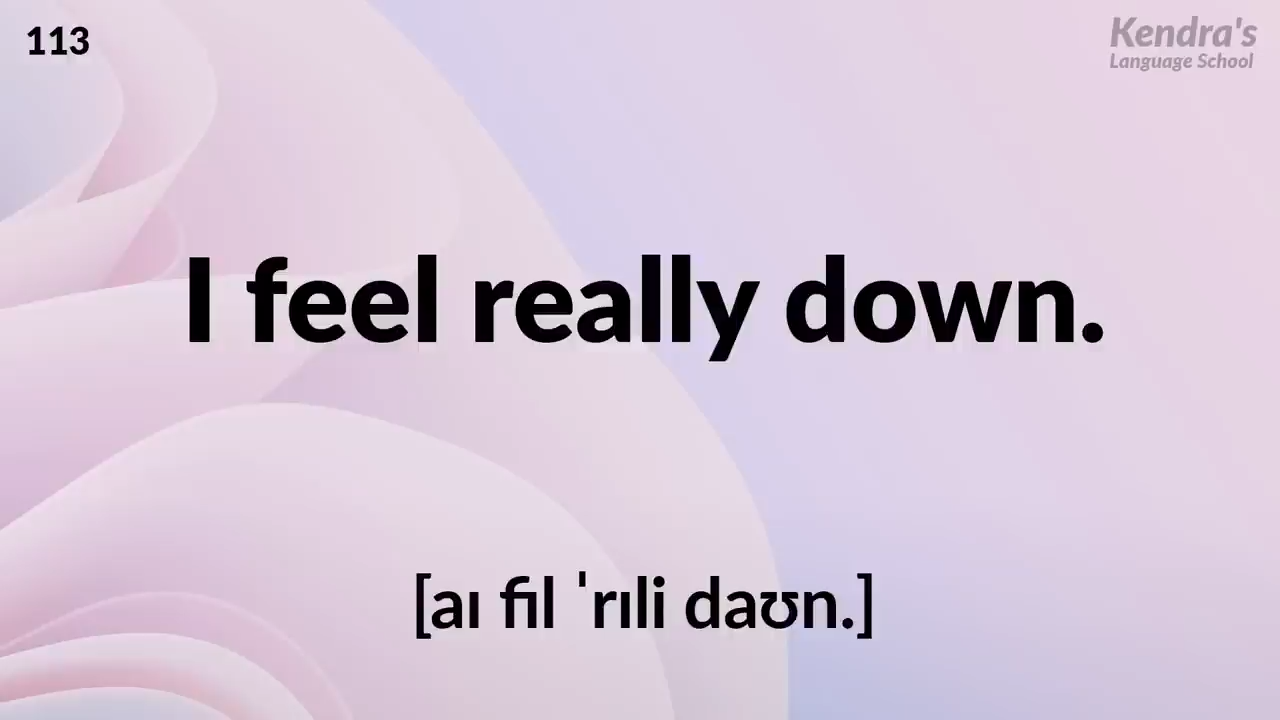 113
Kendra's
Language School
I feel really down.
[aɪ fil ˈrɪli daʊn.]